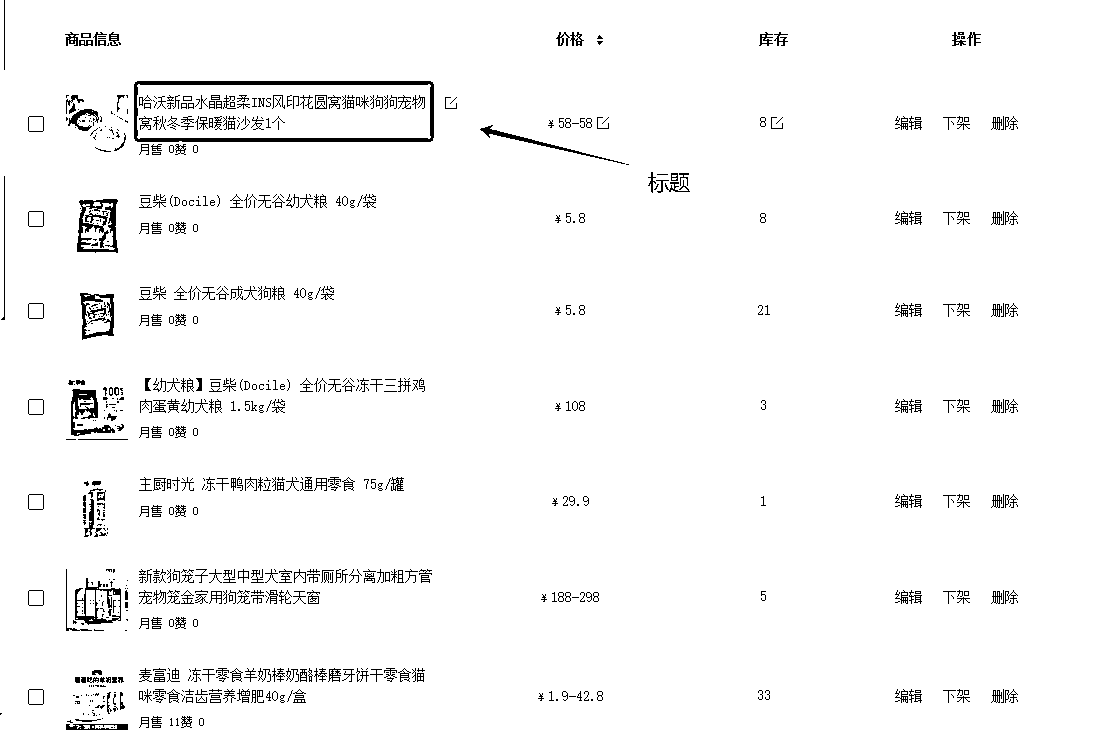 商品信息 价格 库存 操作
哈沃新品水晶超柔INS风印花圆窝猫咪狗狗宠物
窝秋冬季保暖猫沙发1个
月售 0赞 0
¥58-58 8 编辑 下架 删除
标题
豆柴(Docile) 全价无谷幼犬粮 40g/袋
月售 0赞 0
¥5.8 8 编辑 下架 删除
豆柴 全价无谷成犬狗粮 40g/袋
月售 0赞 0
¥5.8 21 编辑 下架 删除
【幼犬粮】豆柴(Docile) 全价无谷冻干三拼鸡
肉蛋黄幼犬粮 1.5kg/袋
月售 0赞 0
¥108 3 编辑 下架 删除
主厨时光 冻干鸭肉粒猫犬通用零食 75g/罐
月售 0赞 0
¥29.9 1 编辑 下架 删除
新款狗笼子大型中型犬室内带厕所分离加粗方管
宠物笼金家用狗笼带滑轮天窗
月售 0赞 0
¥188-298 5 编辑 下架 删除
麦富迪 冻干零食羊奶棒奶酪棒磨牙饼干零食猫
咪零食洁齿营养增肥40g/盒
月售 11赞 0
¥1.9-42.8 33 编辑 下架 删除